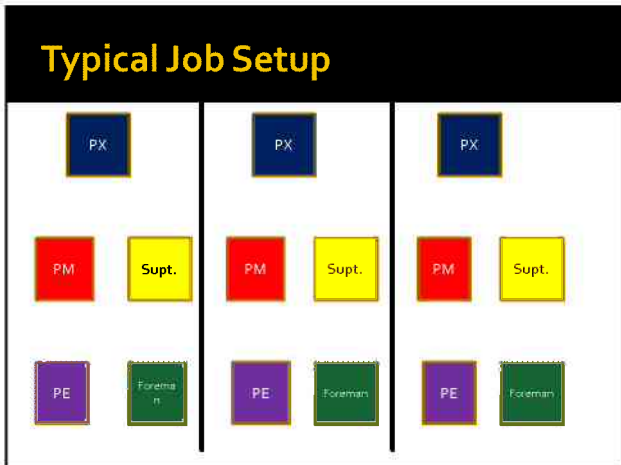 Typical Job Setup
PX
PX
PX
PM
Supt.
PM
Supt.
PM
Supt.
PE
Forema
n
PE
Foreman
PE
Foreman